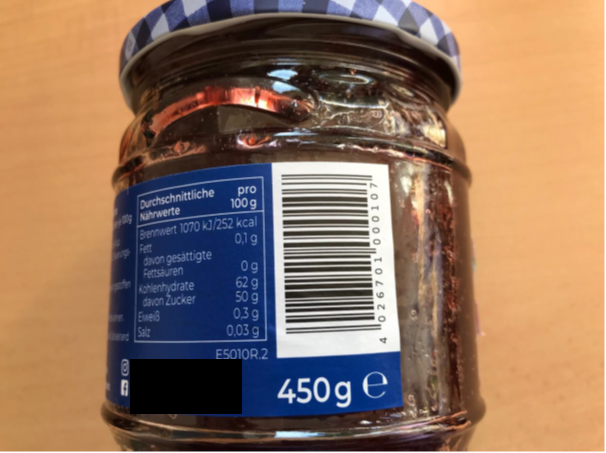 Durchschnittliche Nährwerte pro 100 g
Brennwert 1070 kJ/252 kcal
Fett 0,1 g
davon gesättigte
Fettsäuren 0 g
Kohlenhydrate 62 g
davon Zucker 50 g
Eiweiß 0,3 g
Salz 0,03 g
E5010R.2
4 026701 000107
450 g e